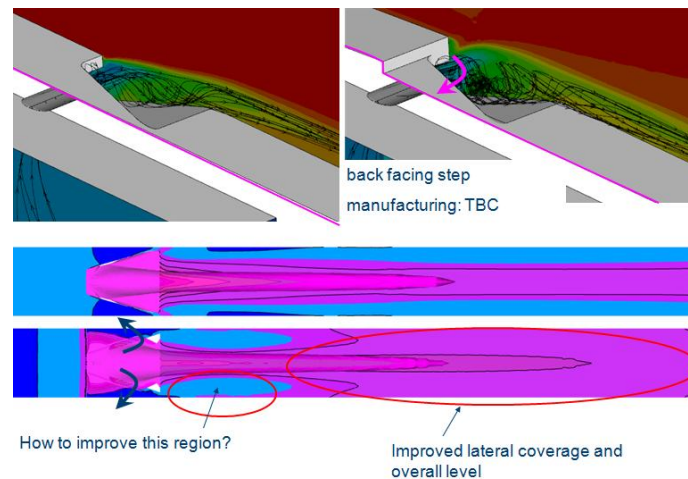 back facing step
manufacturing: TBC
How to improve this region?
Improved lateral coverage and
overall level